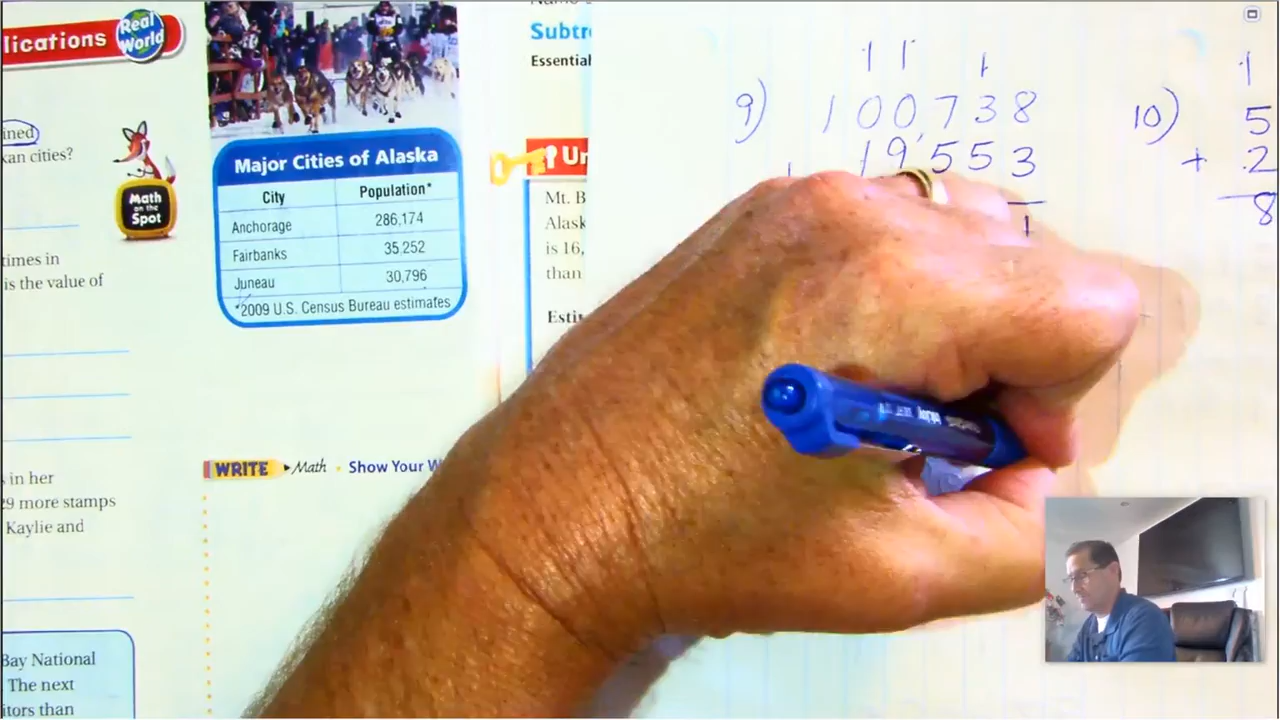 lications Real World
ined
kan cities?
Math on the Spot
times in
is the value of
in her
29 more stamps
Kaylie and
Bay National
The next
itors than
Major Cities of Alaska
City Population*
Anchorage 286,174
Fairbanks 35,252
Juneau 30,796
*2009 U.S. Census Bureau estimates
WRITE Math · Show Your W
Subtr
Essential
Un
Mt. B
Alask
is 16,
than
Esti
1 1 1
9) 100,738
19553
1
1
10) 5
+ 2
8